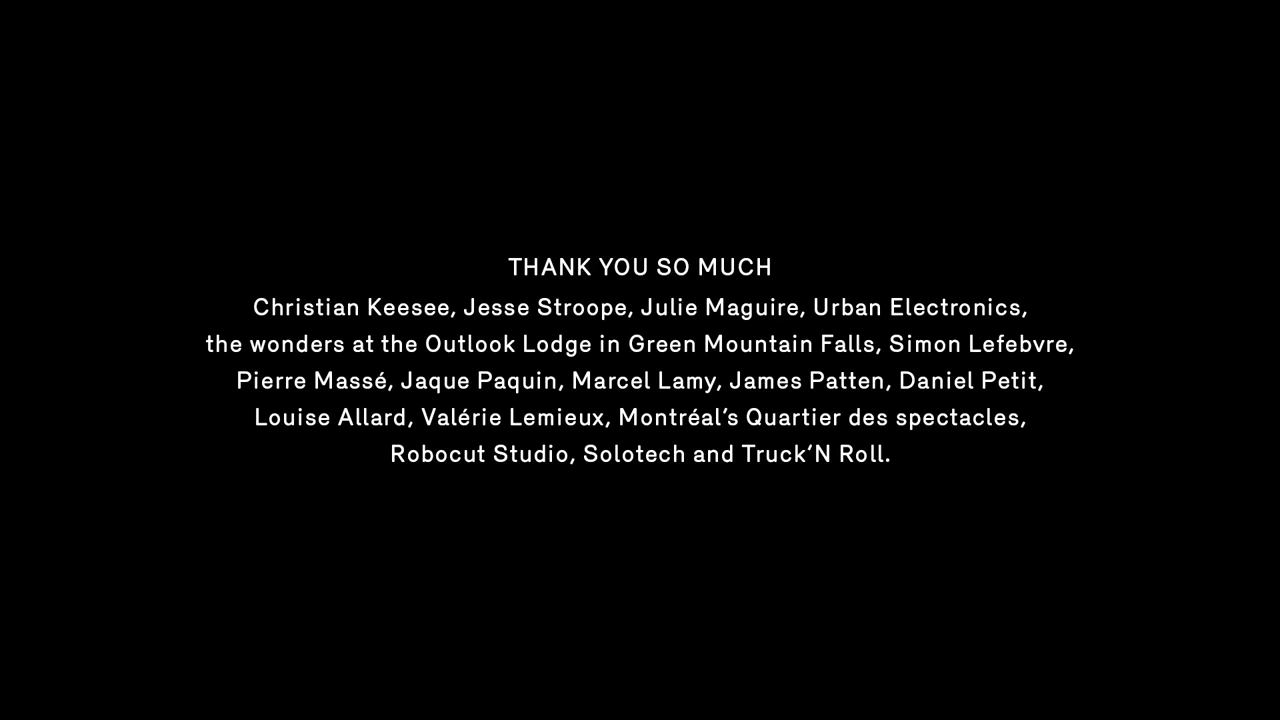 THANK YOU SO MUCH
Christian Keesee, Jesse Stroope, Julie Maguire, Urban Electronics,
the wonders at the Outlook Lodge in Green Mountain Falls, Simon Lefebvre,
Pierre Massé, Jaque Paquin, Marcel Lamy, James Patten, Daniel Petit,
Louise Allard, Valérie Lemieux, Montréal’s Quartier des spectacles,
Robocut Studio, Solotech and Truck’N Roll.